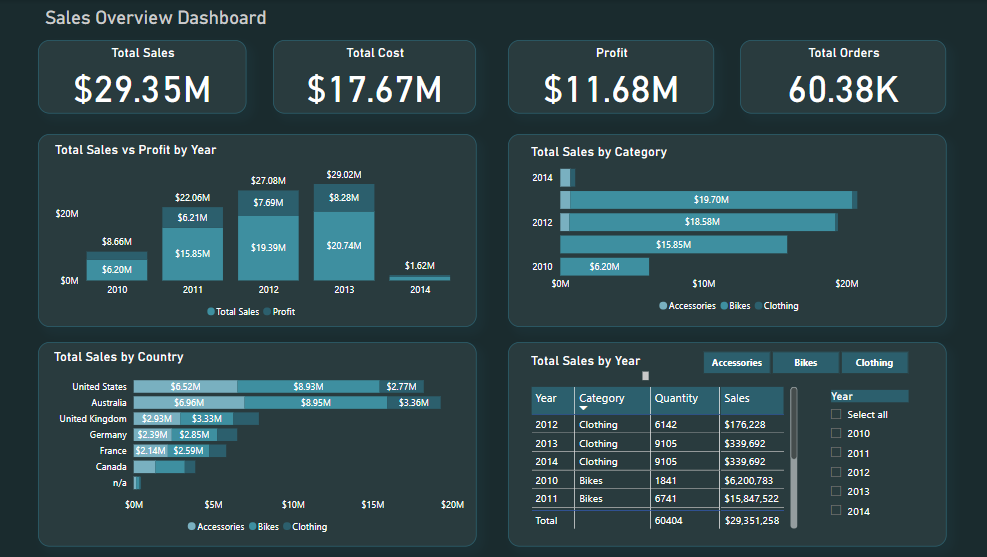 Sales Overview Dashboard
Total Sales
$29.35M
Total Cost
$17.67M
Profit
$11.68M
Total Orders
60.38K
Total Sales vs Profit by Year
$29.02M
$27.08M
$22.06M
$8.28M
$7.69M
$20M
$6.21M
$8.66M
$20.74M
$19.39M
$15.85M
$6.20M
$1.62M
$0M
2010 2011 2012 2013 2014
Total Sales Profit
Total Sales by Category
2014
$19.70M
2012 $18.58M
$15.85M
2010 $6.20M
$0M $10M $20M
Accessories Bikes Clothing
Total Sales by Country
United States $6.52M $8.93M $2.77M
Australia $6.96M $8.95M $3.36M
United Kingdom $2.93M $3.33M
Germany $2.39M $2.85M
France $2.14M $2.59M
Canada
n/a
$0M $5M $10M $15M $20M
Accessories Bikes Clothing
Total Sales by Year
Accessories Bikes Clothing
Year Category Quantity Sales
2012 Clothing 6142 $176,228
2013 Clothing 9105 $339,692
2014 Clothing 9105 $339,692
2010 Bikes 1841 $6,200,783
2011 Bikes 6741 $15,847,522
Total 60404 $29,351,258
Year
Select all
2010
2011
2012
2013
2014